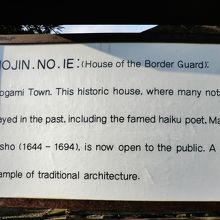 HOJIN.NO.IE: (House of the Border Guard):
ogami Town. This historic house, where many not
ayed in the past, including the famed haiku poet, Ma
sho (1644 - 1694), is now open to the public. A
ample of traditional architecture.